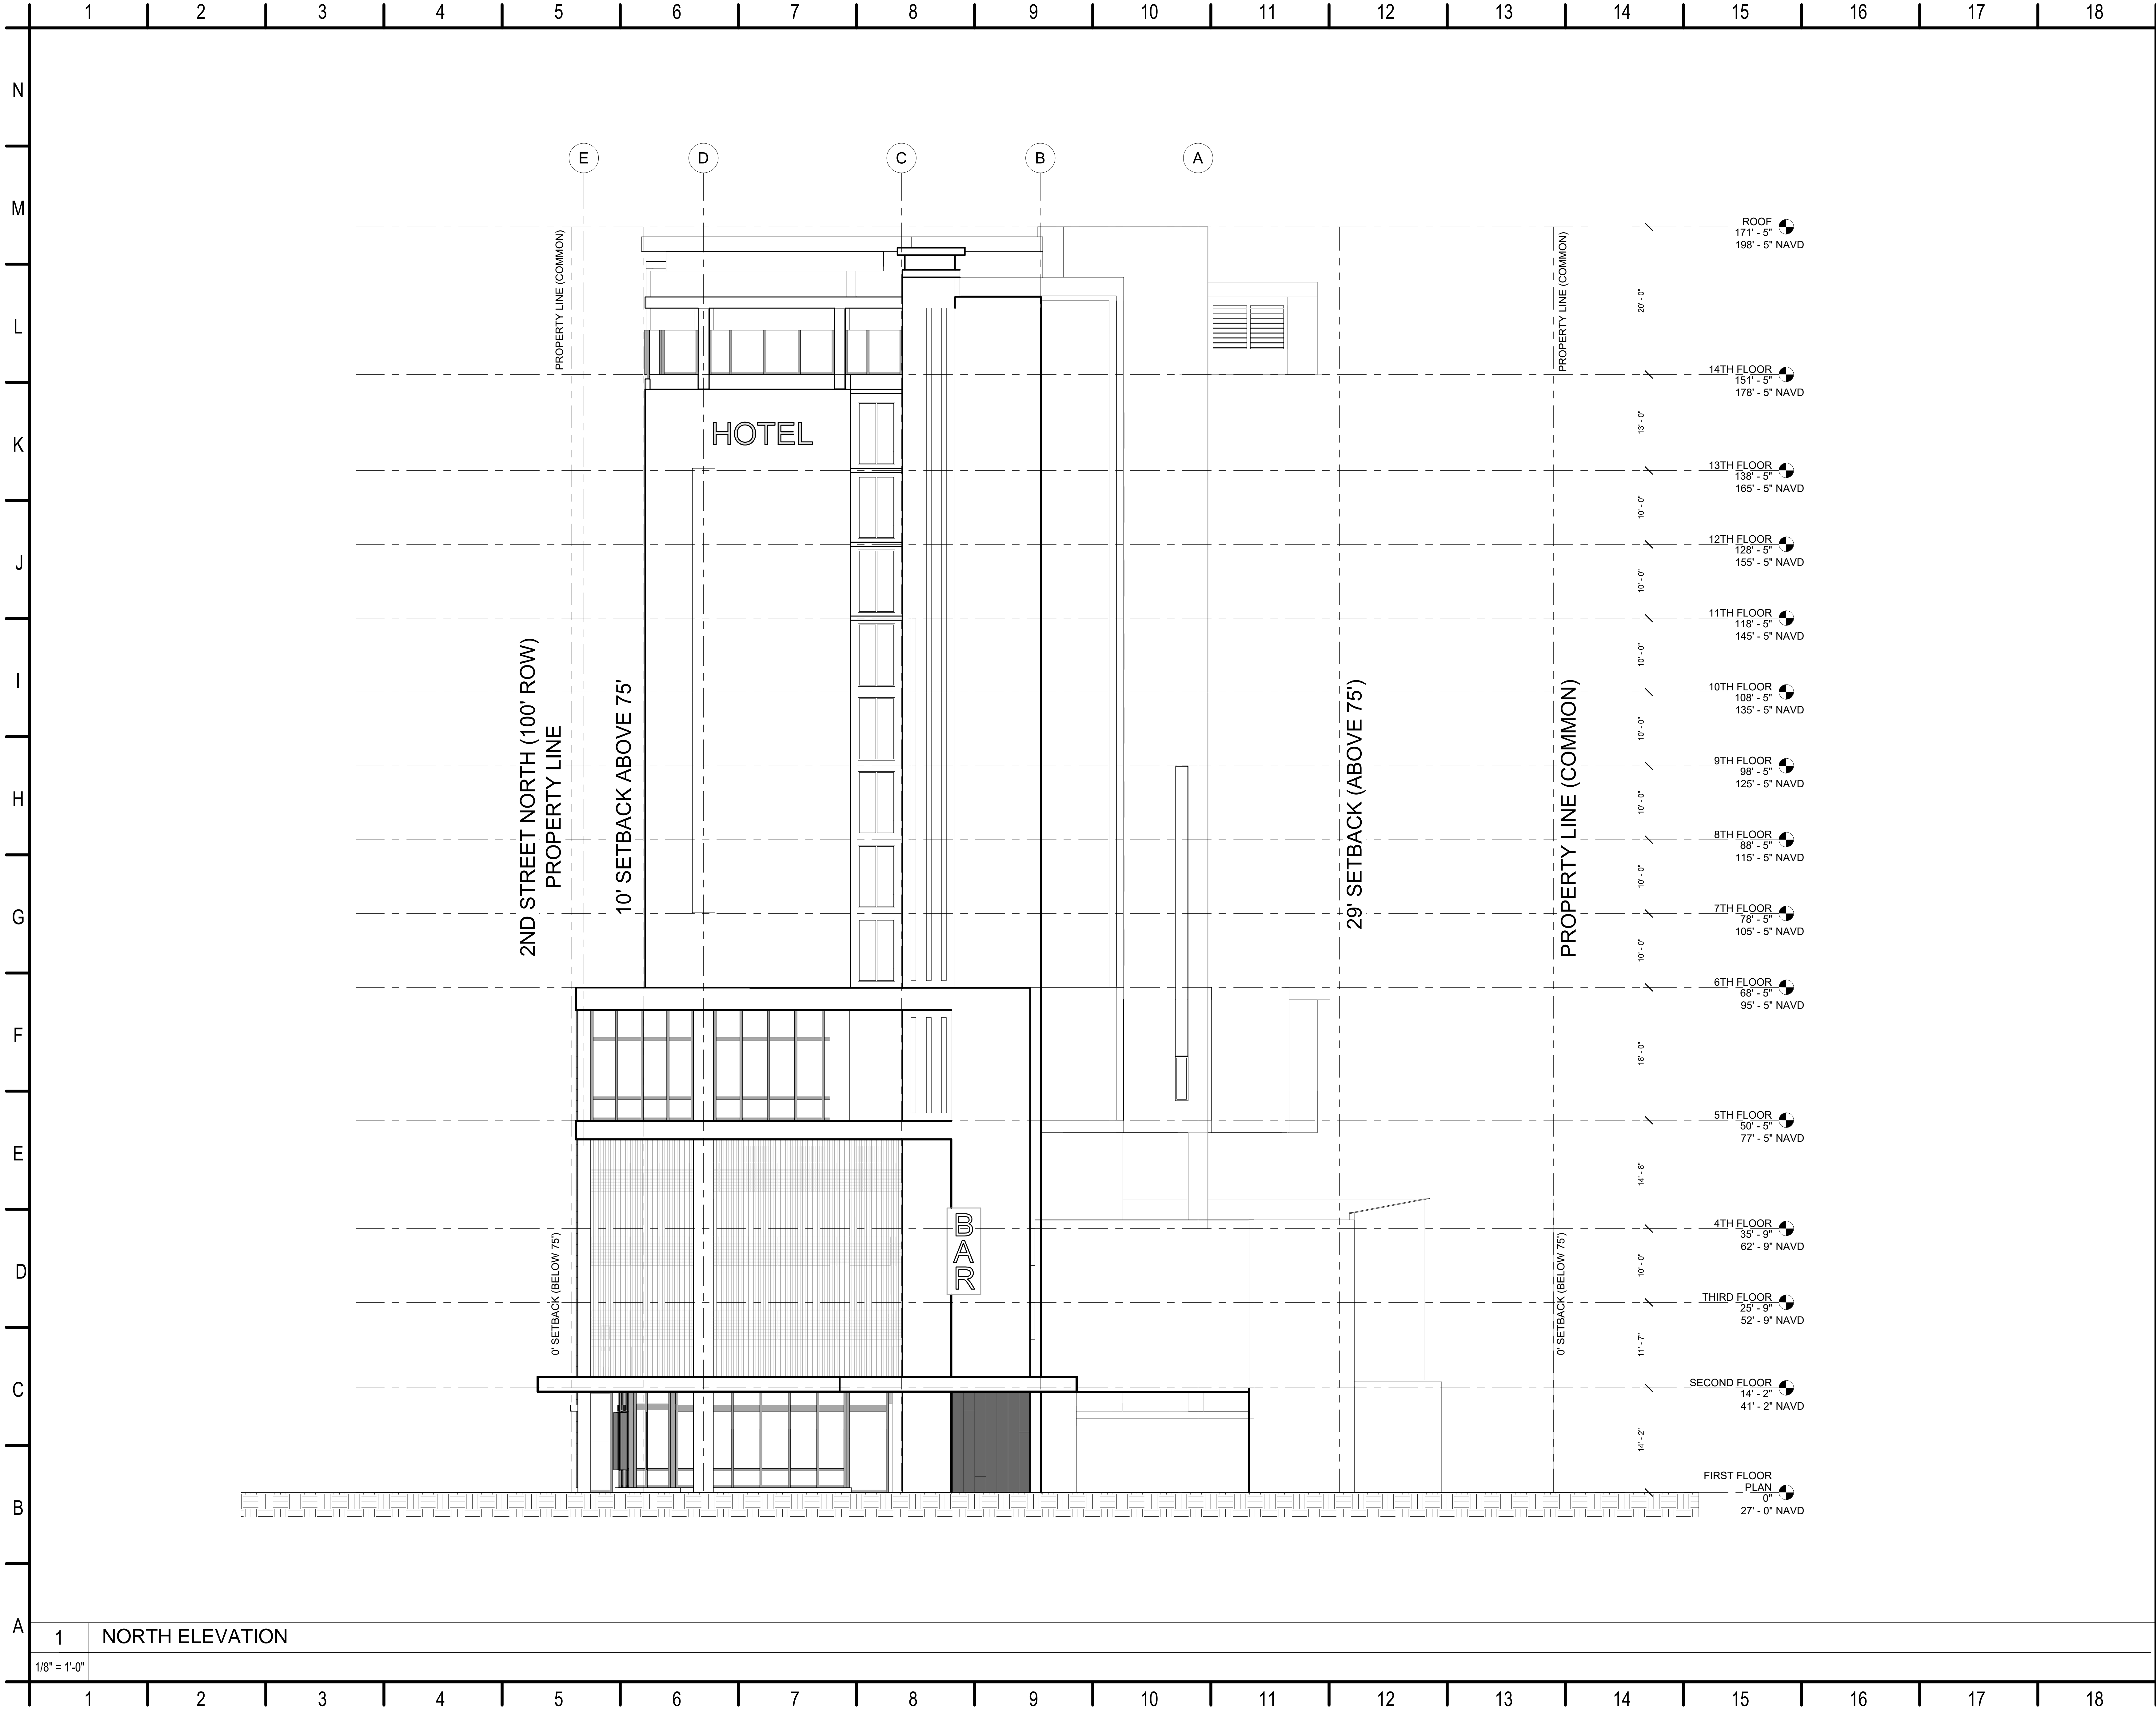 1 2 3 4 5 6 7 8 9 10 11 12 13 14 15 16 17 18
N
M
L
K
J
I
H
G
F
E
D
C
B
A
E D C B A
PROPERTY LINE (COMMON)
PROPERTY LINE (COMMON)
HOTEL
2ND STREET NORTH (100' ROW)
PROPERTY LINE
10' SETBACK ABOVE 75'
29' SETBACK (ABOVE 75')
PROPERTY LINE (COMMON)
B
A
R
0' SETBACK (BELOW 75')
0' SETBACK (BELOW 75')
20' - 0"
13' - 0"
10' - 0"
10' - 0"
10' - 0"
10' - 0"
10' - 0"
10' - 0"
10' - 0"
18' - 0"
14' - 8"
10' - 0"
11' - 7"
14' - 2"
ROOF
171' - 5"
198' - 5" NAVD
14TH FLOOR
151' - 5"
178' - 5" NAVD
13TH FLOOR
138' - 5"
165' - 5" NAVD
12TH FLOOR
128' - 5"
155' - 5" NAVD
11TH FLOOR
118' - 5"
145' - 5" NAVD
10TH FLOOR
108' - 5"
135' - 5" NAVD
9TH FLOOR
98' - 5"
125' - 5" NAVD
8TH FLOOR
88' - 5"
115' - 5" NAVD
7TH FLOOR
78' - 5"
105' - 5" NAVD
6TH FLOOR
68' - 5"
95' - 5" NAVD
5TH FLOOR
50' - 5"
77' - 5" NAVD
4TH FLOOR
35' - 9"
62' - 9" NAVD
THIRD FLOOR
25' - 9"
52' - 9" NAVD
SECOND FLOOR
14' - 2"
41' - 2" NAVD
FIRST FLOOR
PLAN
0"
27' - 0" NAVD
1 NORTH ELEVATION
1/8" = 1'-0"
1 2 3 4 5 6 7 8 9 10 11 12 13 14 15 16 17 18